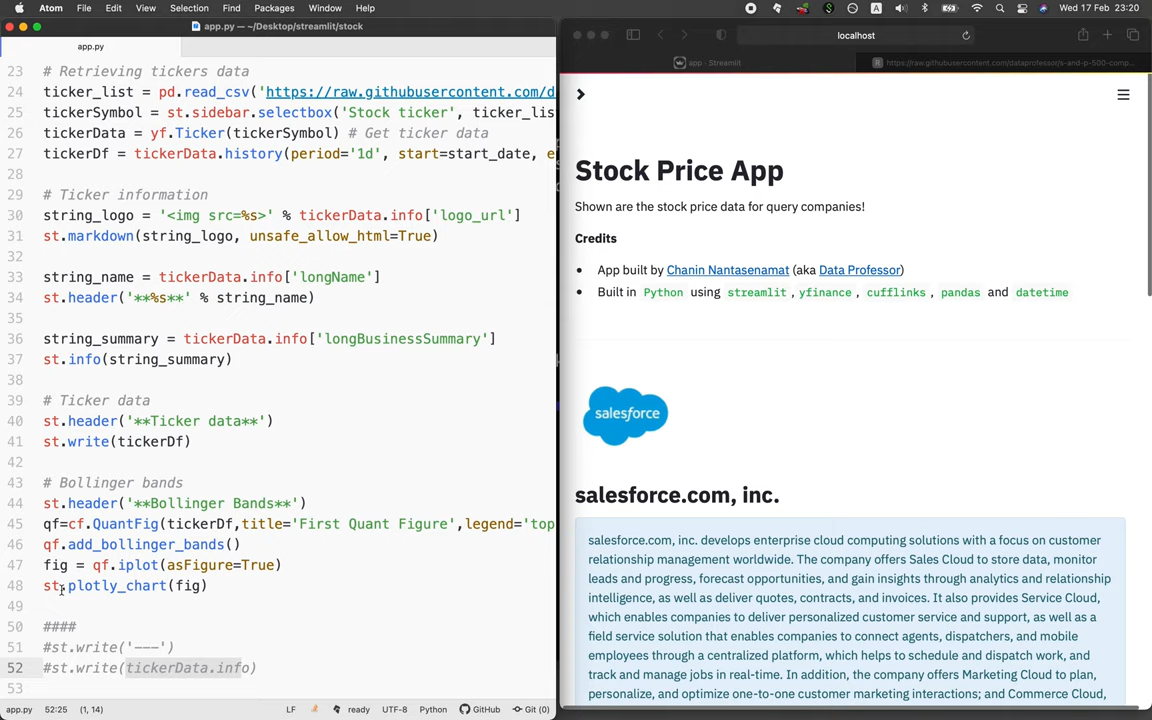 Atom File Edit View Selection Find Packages Window Help A Wed 17 Feb 23:20
app.py — ~/Desktop/streamlit/stock
app.py
23 # Retrieving tickers data
24 ticker_list = pd.read_csv('https://raw.githubusercontent.com/d
25 tickerSymbol = st.sidebar.selectbox('Stock ticker', ticker_lis
26 tickerData = yf.Ticker(tickerSymbol) # Get ticker data
27 tickerDf = tickerData.history(period='1d', start=start_date, e
28
29 # Ticker information
30 string_logo = '<img src=%s>' % tickerData.info['logo_url']
31 st.markdown(string_logo, unsafe_allow_html=True)
32
33 string_name = tickerData.info['longName']
34 st.header('**%s**' % string_name)
35
36 string_summary = tickerData.info['longBusinessSummary']
37 st.info(string_summary)
38
39 # Ticker data
40 st.header('**Ticker data**')
41 st.write(tickerDf)
42
43 # Bollinger bands
44 st.header('**Bollinger Bands**')
45 qf=cf.QuantFig(tickerDf,title='First Quant Figure',legend='top
46 qf.add_bollinger_bands()
47 fig = qf.iplot(asFigure=True)
48 st.plotly_chart(fig)
49
50 ####
51 #st.write('---')
52 #st.write(tickerData.info)
53
app.py 52:25 (1, 14) LF ready UTF-8 Python GitHub Git (0)
localhost
app · Streamlit
https://raw.githubusercontent.com/dataprofessor/s-and-p-500-comp...
Stock Price App
Shown are the stock price data for query companies!
Credits
• App built by Chanin Nantasenamat (aka Data Professor)
• Built in Python using streamlit , yfinance , cufflinks , pandas and datetime
salesforce
salesforce.com, inc.
salesforce.com, inc. develops enterprise cloud computing solutions with a focus on customer
relationship management worldwide. The company offers Sales Cloud to store data, monitor
leads and progress, forecast opportunities, and gain insights through analytics and relationship
intelligence, as well as deliver quotes, contracts, and invoices. It also provides Service Cloud,
which enables companies to deliver personalized customer service and support, as well as a
field service solution that enables companies to connect agents, dispatchers, and mobile
employees through a centralized platform, which helps to schedule and dispatch work, and
track and manage jobs in real-time. In addition, the company offers Marketing Cloud to plan,
personalize, and optimize one-to-one customer marketing interactions; and Commerce Cloud,